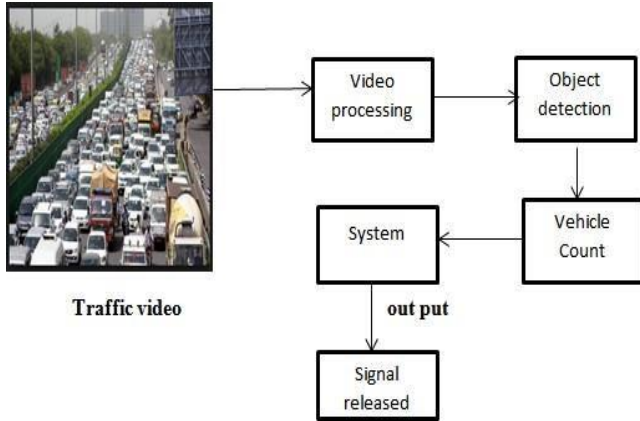 Video
processing
Object
detection
Vehicle
Count
System
Traffic video
out put
Signal
released